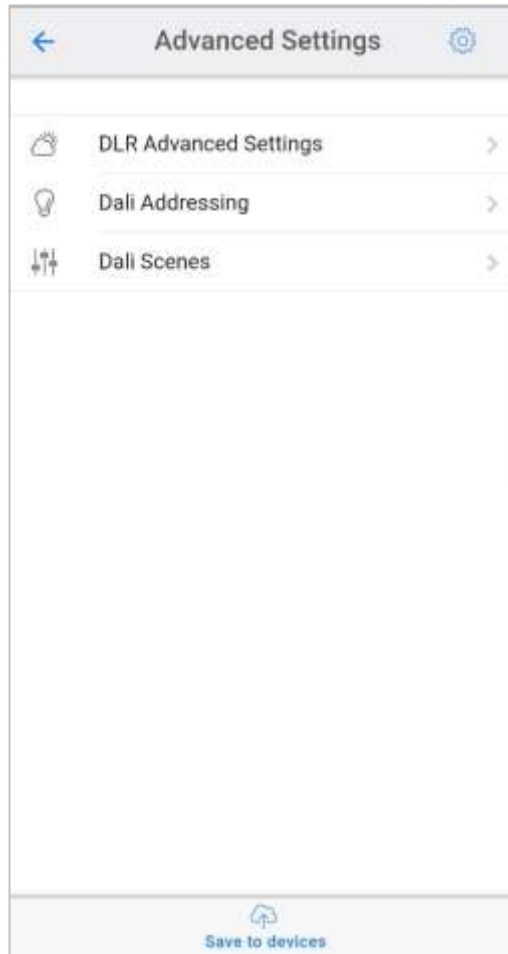 Advanced Settings
DLR Advanced Settings
Dali Addressing
Dali Scenes
Save to devices